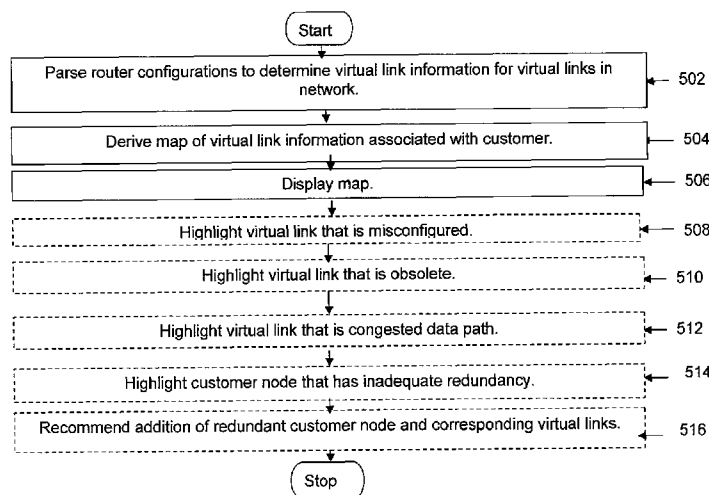 Start
Parse router configurations to determine virtual link information for virtual links in
network.
502
Derive map of virtual link information associated with customer.
504
Display map.
506
Highlight virtual link that is misconfigured.
508
Highlight virtual link that is obsolete.
510
Highlight virtual link that is congested data path.
512
Highlight customer node that has inadequate redundancy.
514
Recommend addition of redundant customer node and corresponding virtual links.
516
Stop